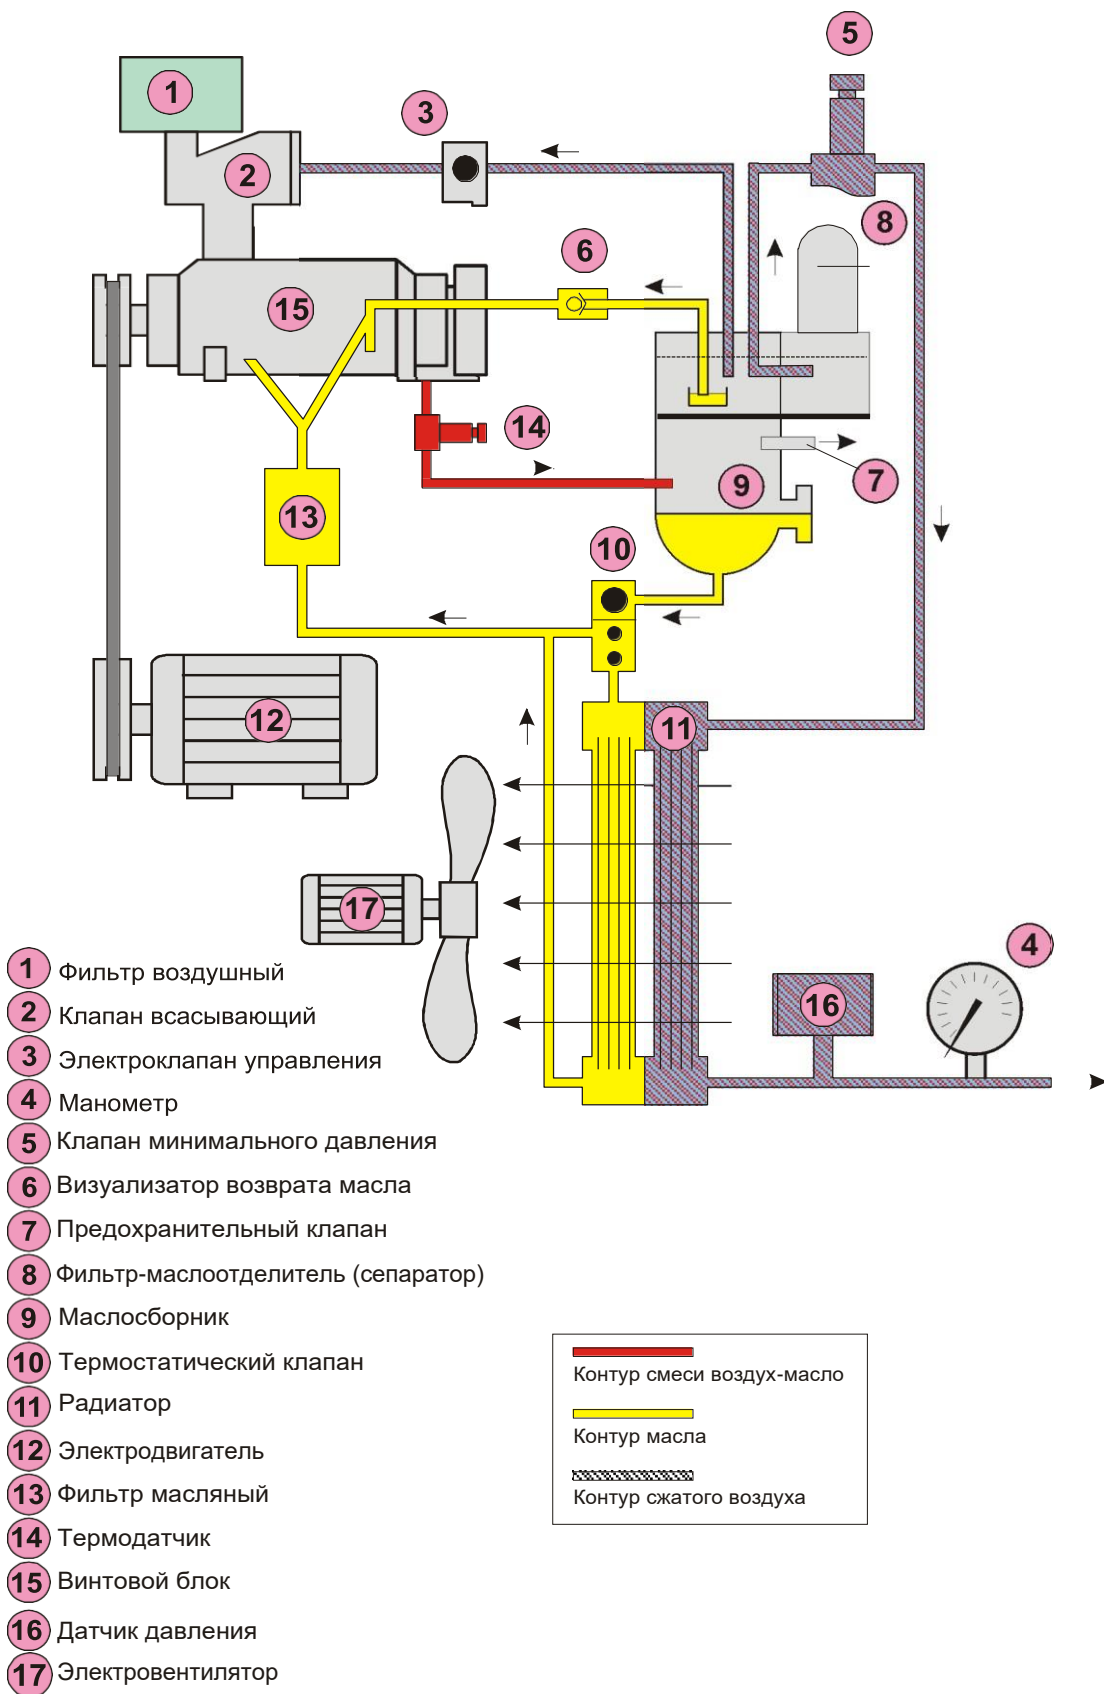 5
1
3
2
8
6
15
14
7
9
13
10
12
11
17
4
16
1 Фильтр воздушный
2 Клапан всасывающий
3 Электроклапан управления
4 Манометр
5 Клапан минимального давления
6 Визуализатор возврата масла
7 Предохранительный клапан
8 Фильтр-маслоотделитель (сепаратор)
9 Маслосборник
10 Термостатический клапан
11 Радиатор
12 Электродвигатель
13 Фильтр масляный
14 Термодатчик
15 Винтовой блок
16 Датчик давления
17 Электровентилятор
Контур смеси воздух-масло
Контур масла
Контур сжатого воздуха